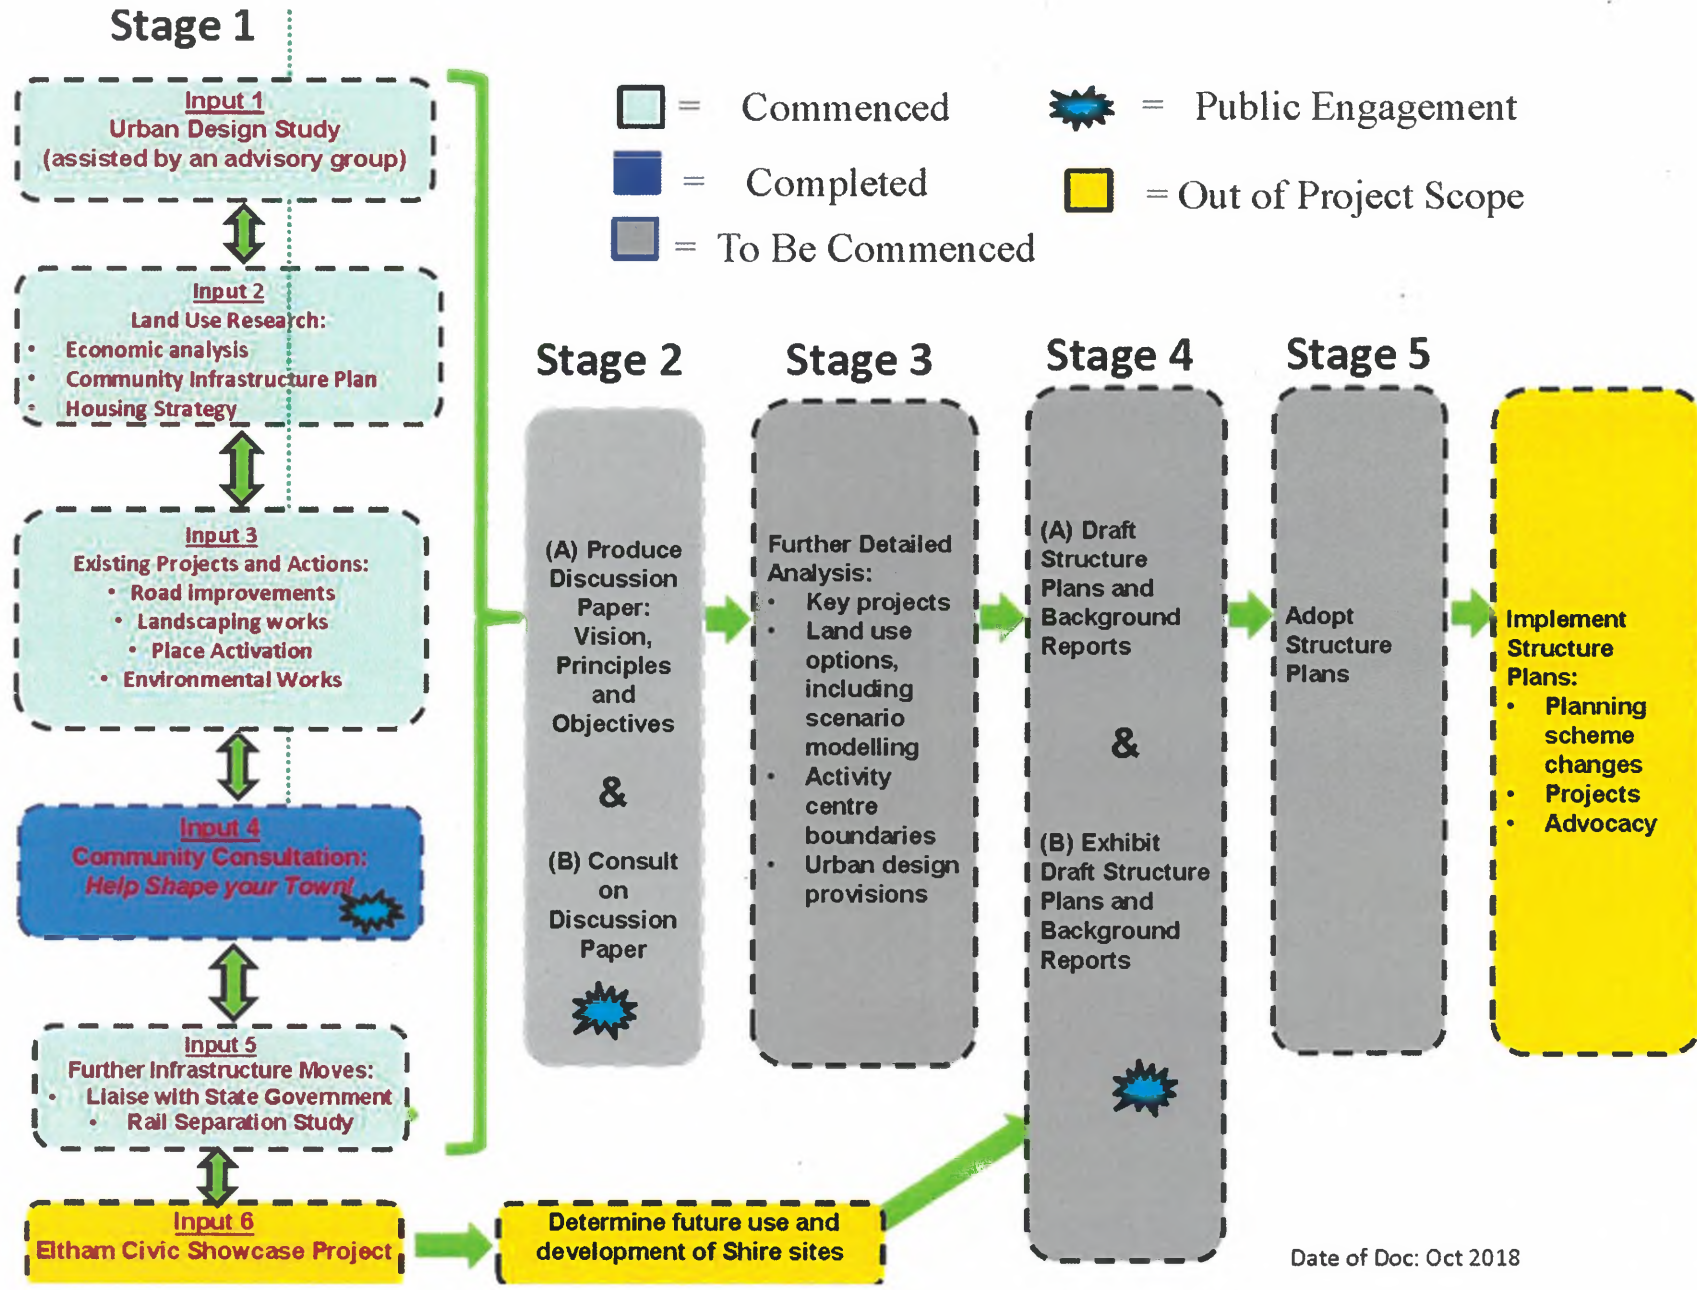 Stage 1
Input 1
Urban Design Study
(assisted by an advisory group)
Input 2
Land Use Research:
• Economic analysis
• Community Infrastructure Plan
• Housing Strategy
Input 3
Existing Projects and Actions:
• Road improvements
• Landscaping works
• Place Activation
• Environmental Works
Input 4
Community Consultation:
Help Shape your Town!
Input 5
Further Infrastructure Moves:
• Liaise with State Government
• Rail Separation Study
Input 6
Eltham Civic Showcase Project
= Commenced
= Completed
= To Be Commenced
= Public Engagement
= Out of Project Scope
Stage 2
(A) Produce
Discussion
Paper:
Vision,
Principles
and
Objectives
&
(B) Consult
on
Discussion
Paper
Stage 3
Further Detailed
Analysis:
• Key projects
• Land use
options,
including
scenario
modelling
• Activity
centre
boundaries
• Urban design
provisions
Stage 4
(A) Draft
Structure
Plans and
Background
Reports
&
(B) Exhibit
Draft Structure
Plans and
Background
Reports
Stage 5
Adopt
Structure
Plans
Implement
Structure
Plans:
• Planning
scheme
changes
• Projects
• Advocacy
Determine future use and
development of Shire sites
Date of Doc: Oct 2018